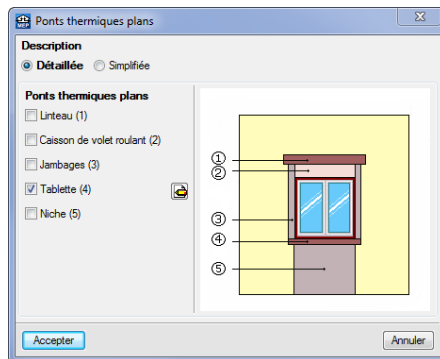 MEP
Ponts thermiques plans
Description
Détaillée Simplifiée
Ponts thermiques plans
Linteau (1)
Caisson de volet roulant (2)
Jambages (3)
Tablette (4)
Niche (5)
1
2
3
4
5
Accepter Annuler